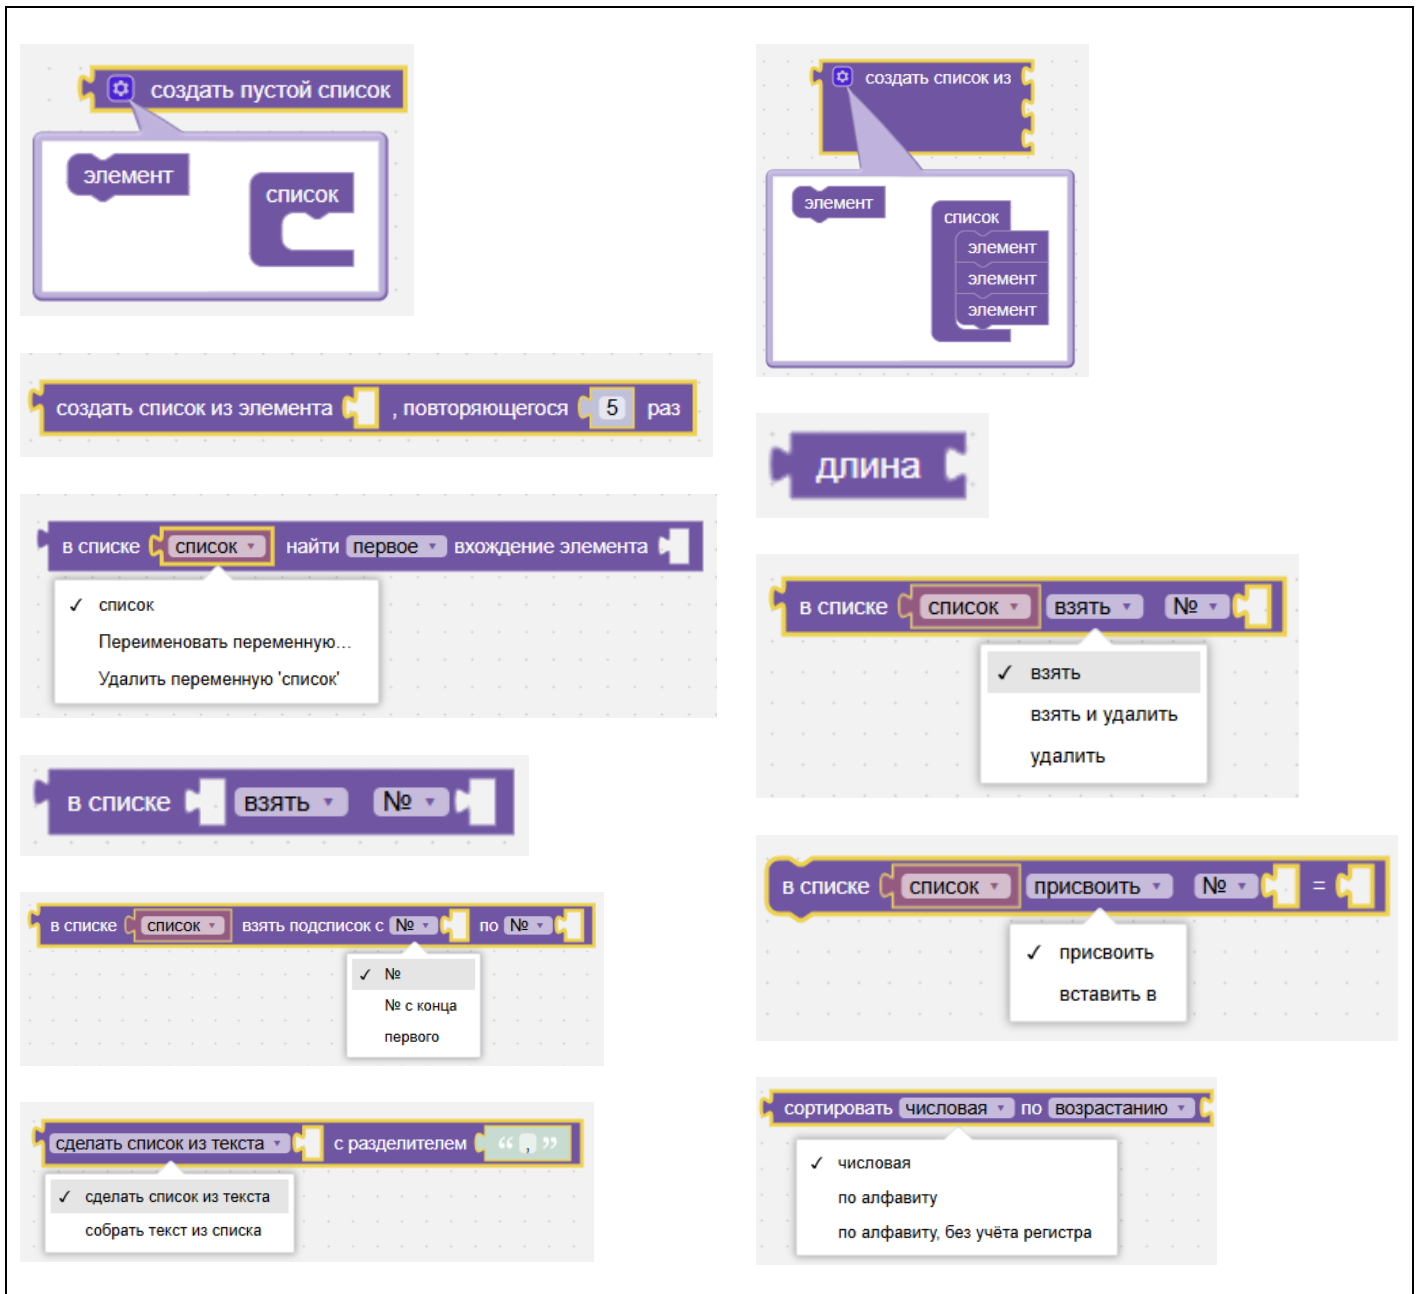 создать пустой список
элемент
список
создать список из элемента , повторяющегося 5 раз
в списке список найти первое вхождение элемента
✓ список
Переименовать переменную...
Удалить переменную 'список'
в списке взять №
в списке список взять подсписок с № по №
✓ №
№ с конца
первого
сделать список из текста с разделителем “ , ”
✓ сделать список из текста
собрать текст из списка
создать список из
элемент
список
элемент
элемент
элемент
длина
в списке список взять №
✓ взять
взять и удалить
удалить
в списке список присвоить № =
✓ присвоить
вставить в
сортировать числовая по возрастанию
✓ числовая
по алфавиту
по алфавиту, без учёта регистра